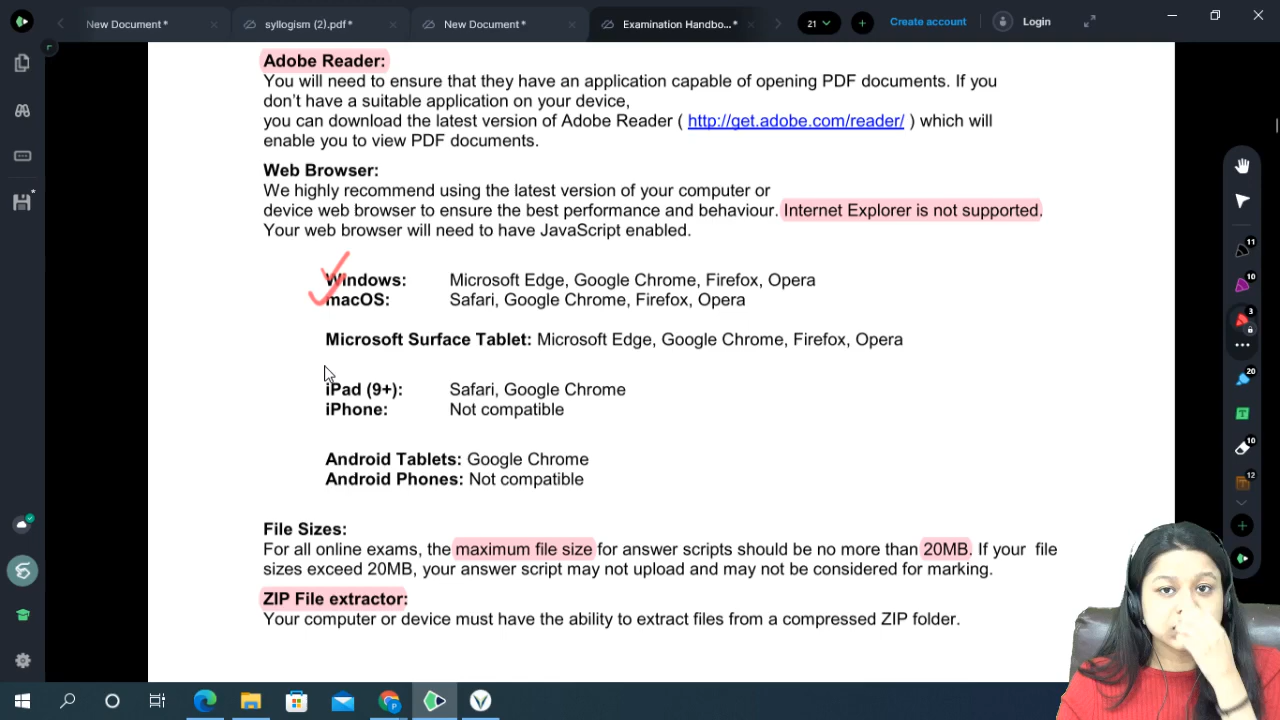 New Document*
syllogism (2).pdf*
New Document*
Examination Handbo...*
21
Create account
Login
Adobe Reader:
You will need to ensure that they have an application capable of opening PDF documents. If you
don't have a suitable application on your device,
you can download the latest version of Adobe Reader ( http://get.adobe.com/reader/ ) which will
enable you to view PDF documents.
Web Browser:
We highly recommend using the latest version of your computer or
device web browser to ensure the best performance and behaviour. Internet Explorer is not supported.
Your web browser will need to have JavaScript enabled.
Windows: Microsoft Edge, Google Chrome, Firefox, Opera
macOS: Safari, Google Chrome, Firefox, Opera
Microsoft Surface Tablet: Microsoft Edge, Google Chrome, Firefox, Opera
iPad (9+): Safari, Google Chrome
iPhone: Not compatible
Android Tablets: Google Chrome
Android Phones: Not compatible
File Sizes:
For all online exams, the maximum file size for answer scripts should be no more than 20MB. If your file
sizes exceed 20MB, your answer script may not upload and may not be considered for marking.
ZIP File extractor:
Your computer or device must have the ability to extract files from a compressed ZIP folder.
11
10
3
20
10
12